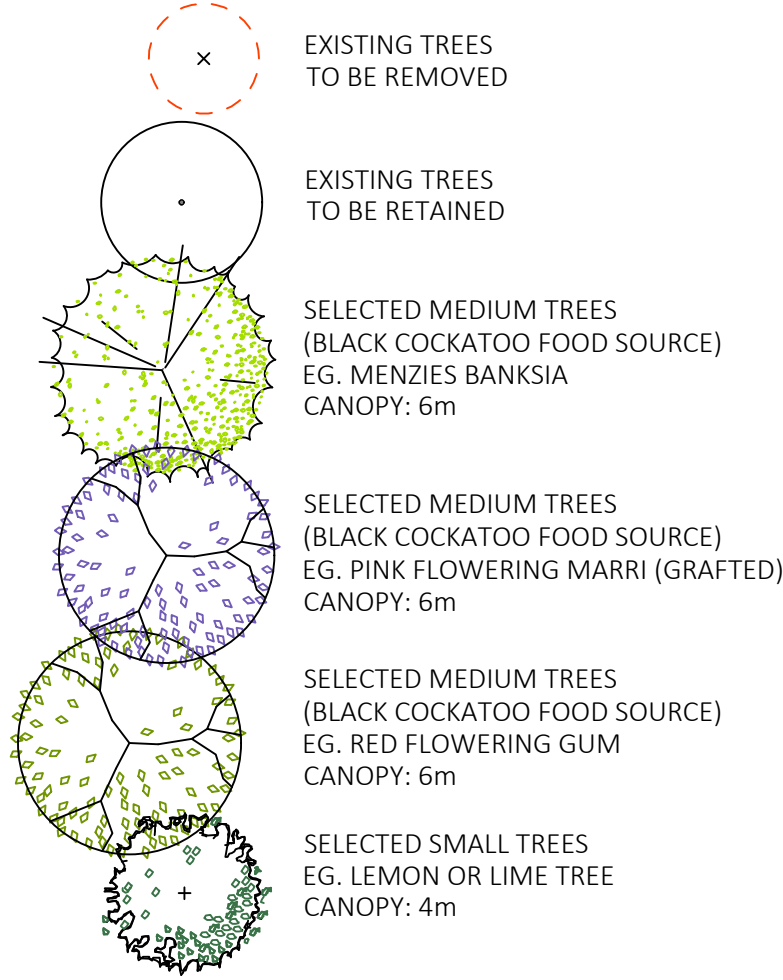 EXISTING TREES
TO BE REMOVED
EXISTING TREES
TO BE RETAINED
SELECTED MEDIUM TREES
(BLACK COCKATOO FOOD SOURCE)
EG. MENZIES BANKSIA
CANOPY: 6m
SELECTED MEDIUM TREES
(BLACK COCKATOO FOOD SOURCE)
EG. PINK FLOWERING MARRI (GRAFTED)
CANOPY: 6m
SELECTED MEDIUM TREES
(BLACK COCKATOO FOOD SOURCE)
EG. RED FLOWERING GUM
CANOPY: 6m
SELECTED SMALL TREES
EG. LEMON OR LIME TREE
CANOPY: 4m